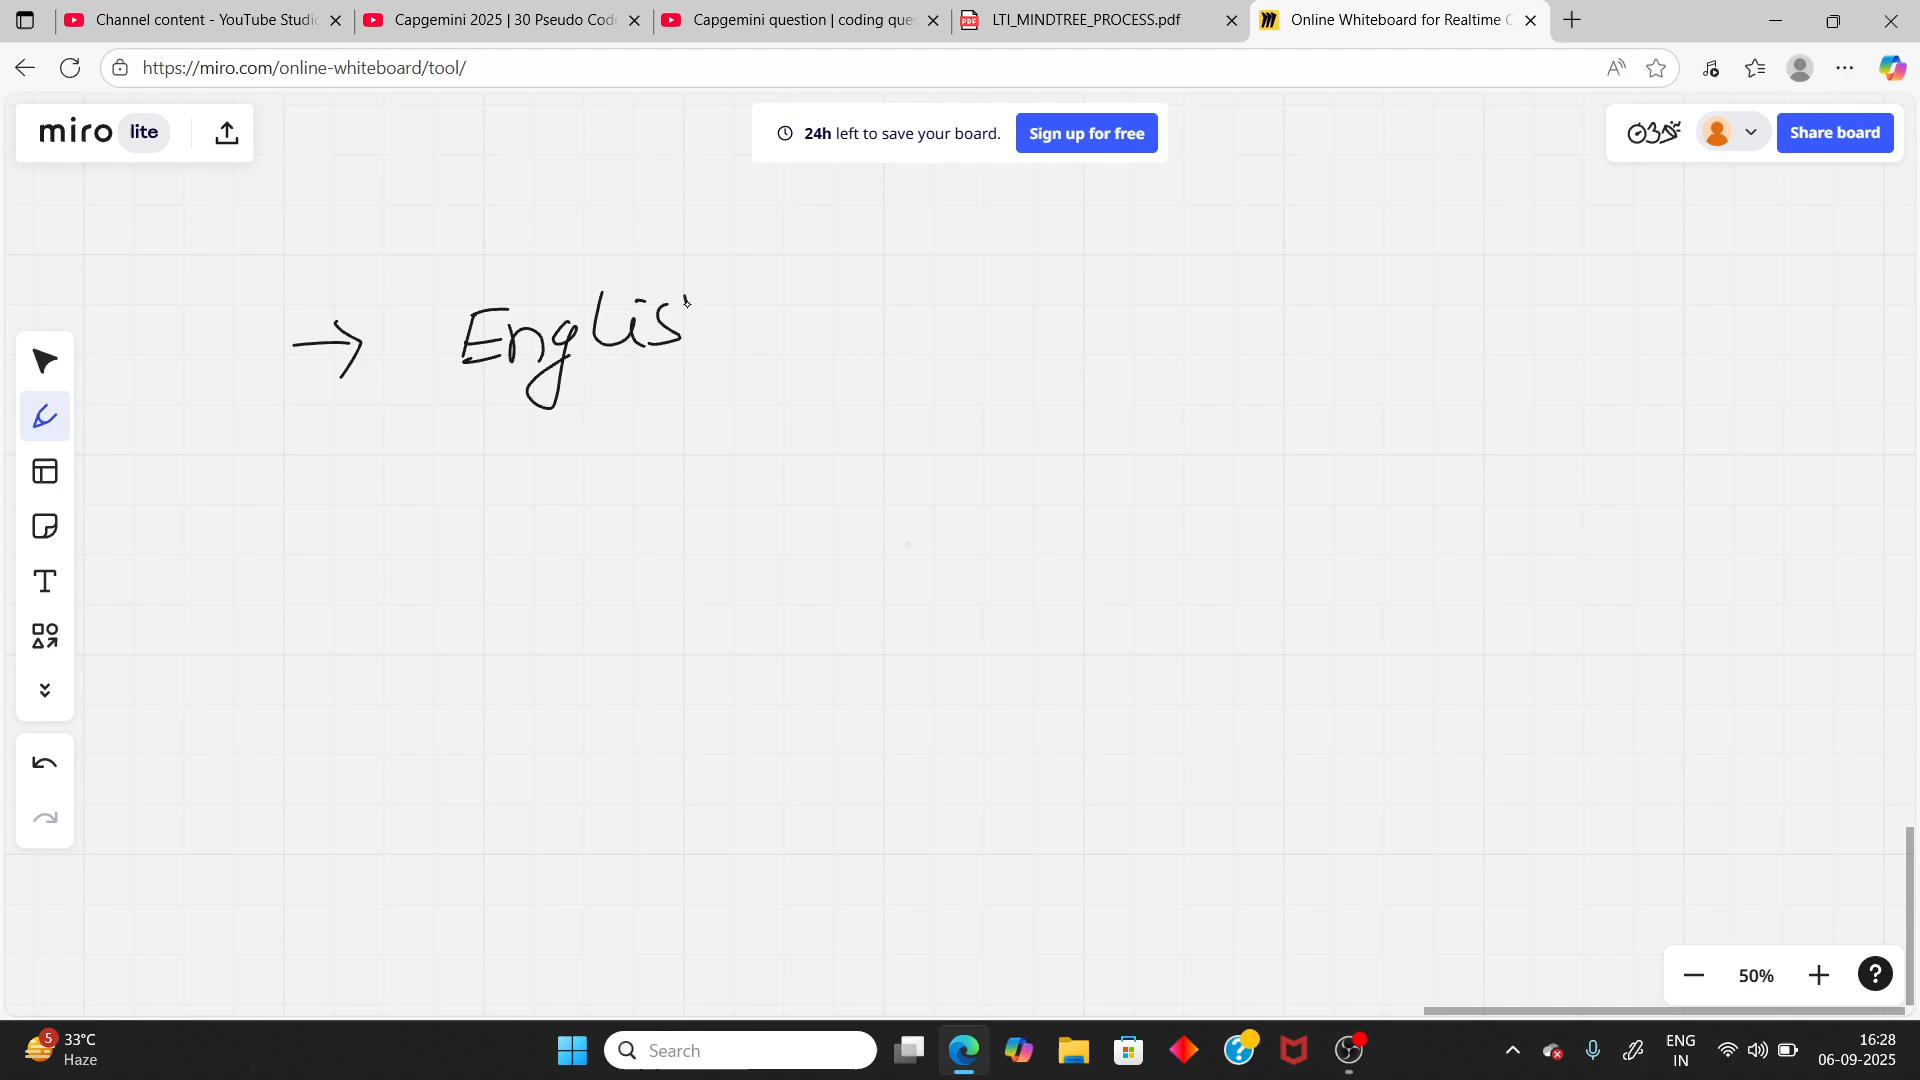 Channel content - YouTube Studio
Capgemini 2025 | 30 Pseudo Cod
Capgemini question | coding que
LTI_MINDTREE_PROCESS.pdf
Online Whiteboard for Realtime C
https://miro.com/online-whiteboard/tool/
miro lite
24h left to save your board. Sign up for free
Share board
→ Englis
T
50%
5 33°C
Haze
Search
ENG
IN
16:28
06-09-2025